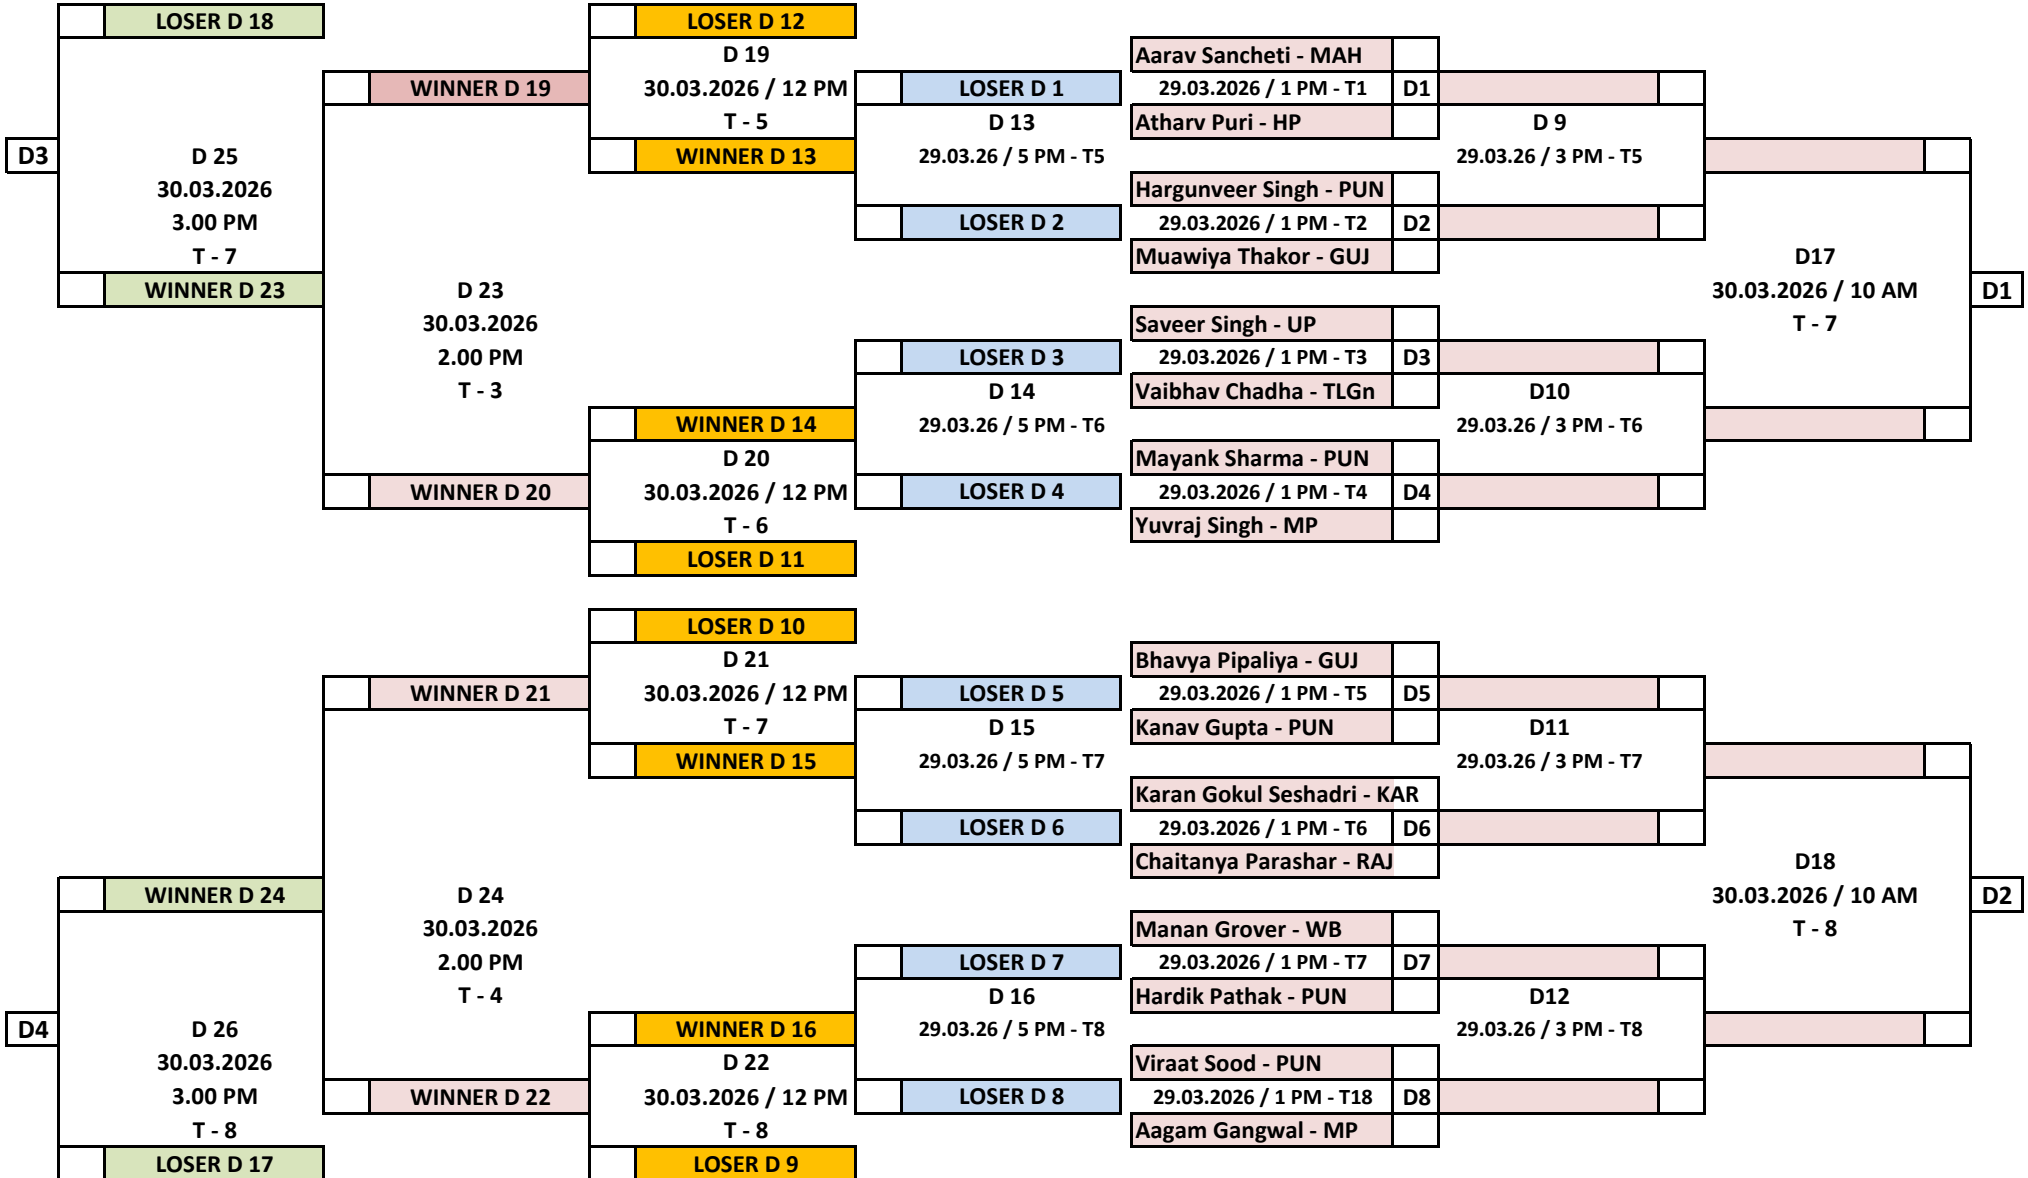 LOSER D 18
LOSER D 12
D 19
Aarav Sancheti - MAH
WINNER D 19
30.03.2026 / 12 PM
LOSER D 1
29.03.2026 / 1 PM - T1
D1
T - 5
D 13
Atharv Puri - HP
D 9
D3
D 25
WINNER D 13
29.03.26 / 5 PM - T5
29.03.26 / 3 PM - T5
30.03.2026
Hargunveer Singh - PUN
3.00 PM
LOSER D 2
29.03.2026 / 1 PM - T2
D2
T - 7
Muawiya Thakor - GUJ
D17
WINNER D 23
D 23
30.03.2026 / 10 AM
D1
30.03.2026
Saveer Singh - UP
T - 7
2.00 PM
LOSER D 3
29.03.2026 / 1 PM - T3
D3
T - 3
D 14
Vaibhav Chadha - TLGn
D10
WINNER D 14
29.03.26 / 5 PM - T6
29.03.26 / 3 PM - T6
D 20
Mayank Sharma - PUN
WINNER D 20
30.03.2026 / 12 PM
LOSER D 4
29.03.2026 / 1 PM - T4
D4
T - 6
Yuvraj Singh - MP
LOSER D 11
LOSER D 10
D 21
Bhavya Pipaliya - GUJ
WINNER D 21
30.03.2026 / 12 PM
LOSER D 5
29.03.2026 / 1 PM - T5
D5
T - 7
D 15
Kanav Gupta - PUN
D11
WINNER D 15
29.03.26 / 5 PM - T7
29.03.26 / 3 PM - T7
Karan Gokul Seshadri - KAR
LOSER D 6
29.03.2026 / 1 PM - T6
D6
Chaitanya Parashar - RAJ
D18
WINNER D 24
D 24
30.03.2026 / 10 AM
D2
30.03.2026
Manan Grover - WB
T - 8
2.00 PM
LOSER D 7
29.03.2026 / 1 PM - T7
D7
T - 4
D 16
Hardik Pathak - PUN
D12
D4
D 26
WINNER D 16
29.03.26 / 5 PM - T8
29.03.26 / 3 PM - T8
30.03.2026
D 22
Viraat Sood - PUN
3.00 PM
WINNER D 22
30.03.2026 / 12 PM
LOSER D 8
29.03.2026 / 1 PM - T18
D8
T - 8
T - 8
Aagam Gangwal - MP
LOSER D 17
LOSER D 9